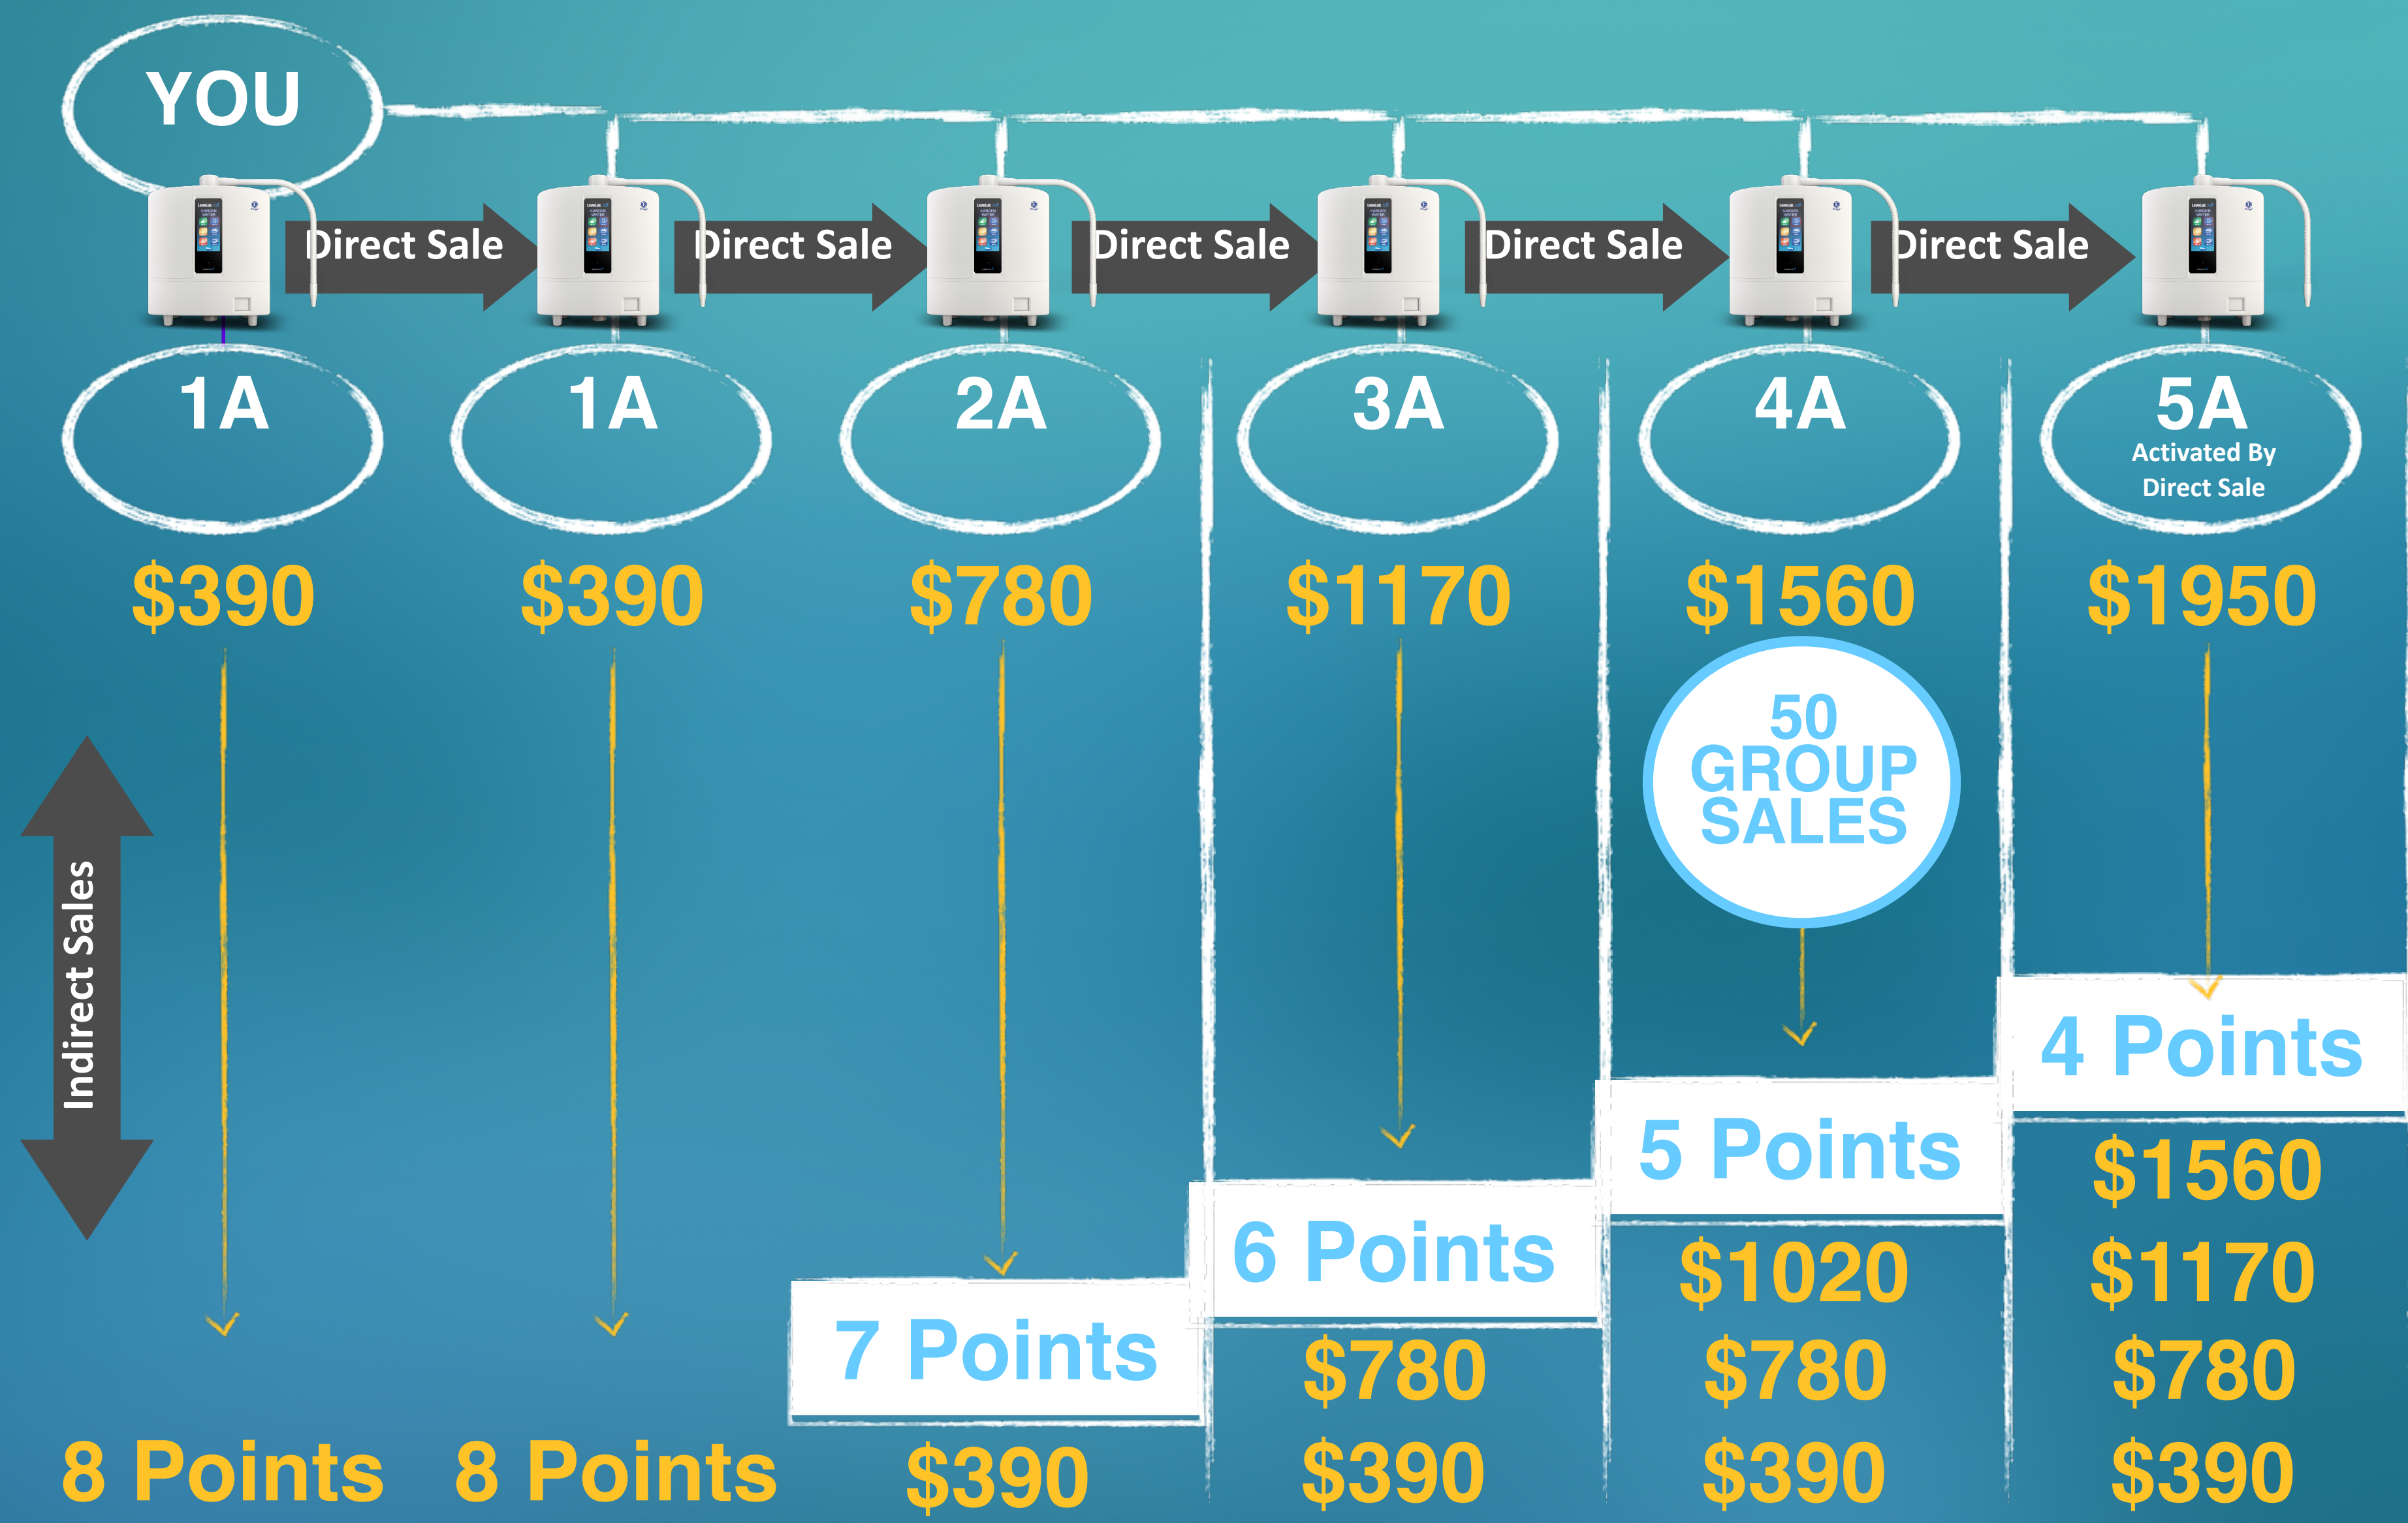 YOU
Direct Sale
Direct Sale
Direct Sale
Direct Sale
Direct Sale
1A
1A
2A
3A
4A
5A
Activated By
Direct Sale
$390
$390
$780
$1170
$1560
$1950
50
GROUP
SALES
Indirect Sales
4 Points
5 Points
$1560
6 Points
$1020
$1170
7 Points
$780
$780
$780
8 Points
8 Points
$390
$390
$390
$390